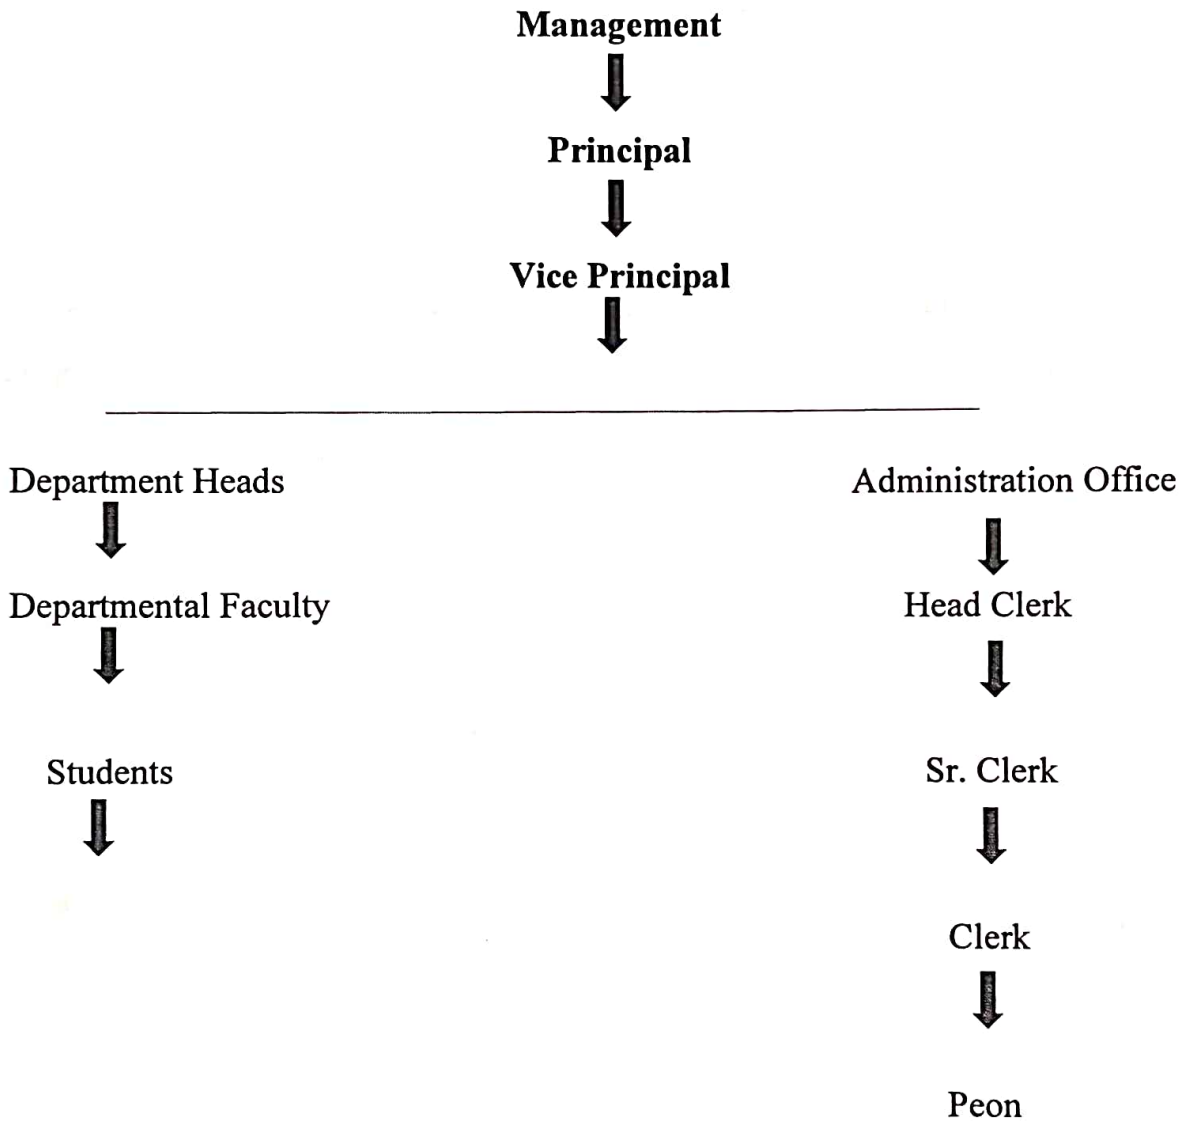 Management
Principal
Vice Principal
Department Heads
Administration Office
Departmental Faculty
Head Clerk
Students
Sr. Clerk
Clerk
Peon